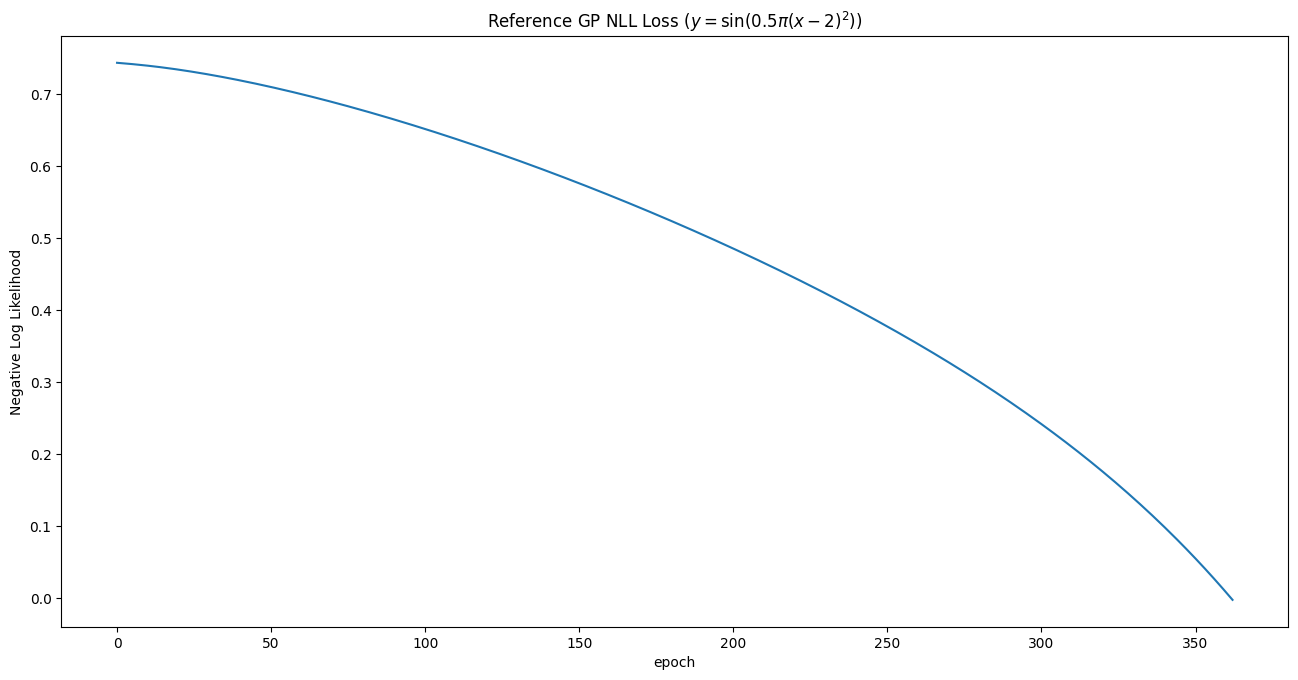 Reference GP NLL Loss (y = sin(0.5π(x − 2)²))
Negative Log Likelihood
0.7
0.6
0.5
0.4
0.3
0.2
0.1
0.0
0 50 100 150 200 250 300 350
epoch